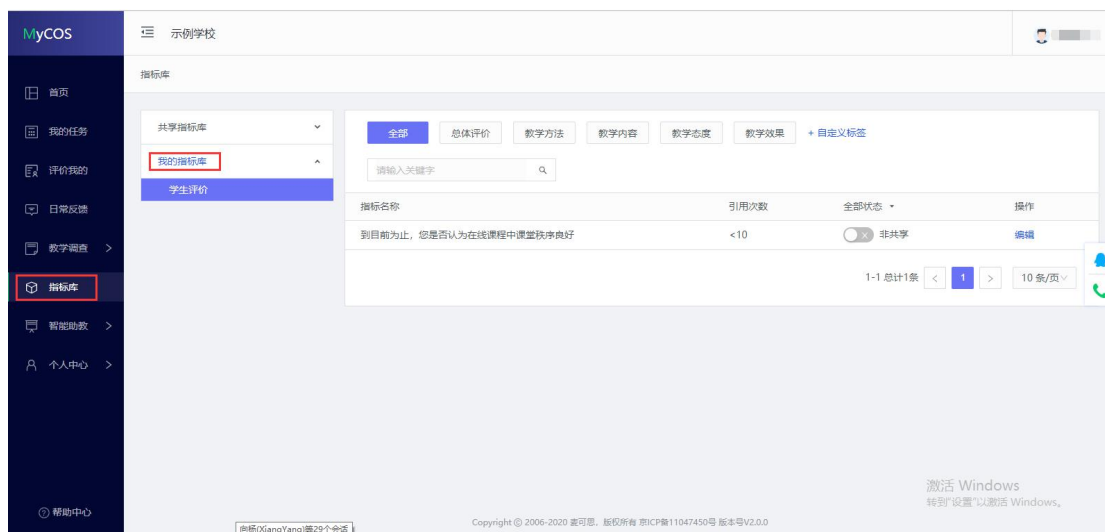 MyCOS
示例学校
指标库
首页
我的任务
评价我的
日常反馈
教学调查
指标库
智能助教
个人中心
帮助中心
共享指标库
我的指标库
学生评价
全部 总体评价 教学方法 教学内容 教学态度 教学效果 + 自定义标签
请输入关键字
指标名称 引用次数 全部状态 操作
到目前为止，您是否认为在线课程中课堂秩序良好 <10 非共享 编辑
1-1 总计1条 < 1 > 10 条/页
激活 Windows
转到"设置"以激活 Windows。
Copyright © 2006-2020 麦可思，版权所有 京ICP备11047450号 版本号V2.0.0
向杨(XiangYang)等29个会话